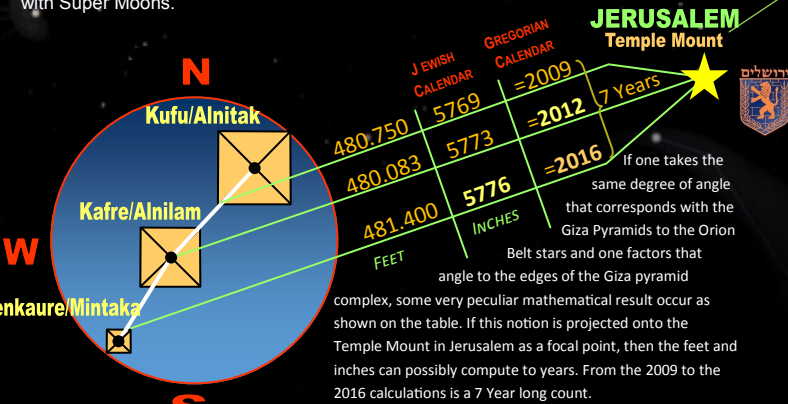 with Super Moons.
JERUSALEM
Temple Mount
ירושלים
N
W
S
Kufu/Alnitak
Kafre/Alnilam
enkaure/Mintaka
JEWISH
CALENDAR
GREGORIAN
CALENDAR
480.750 5769 =2009
480.083 5773 =2012
481.400 5776 =2016
7 Years
FEET
INCHES
If one takes the
same degree of angle
that corresponds with the
Giza Pyramids to the Orion
Belt stars and one factors that
angle to the edges of the Giza pyramid
complex, some very peculiar mathematical result occur as
shown on the table. If this notion is projected onto the
Temple Mount in Jerusalem as a focal point, then the feet and
inches can possibly compute to years. From the 2009 to the
2016 calculations is a 7 Year long count.